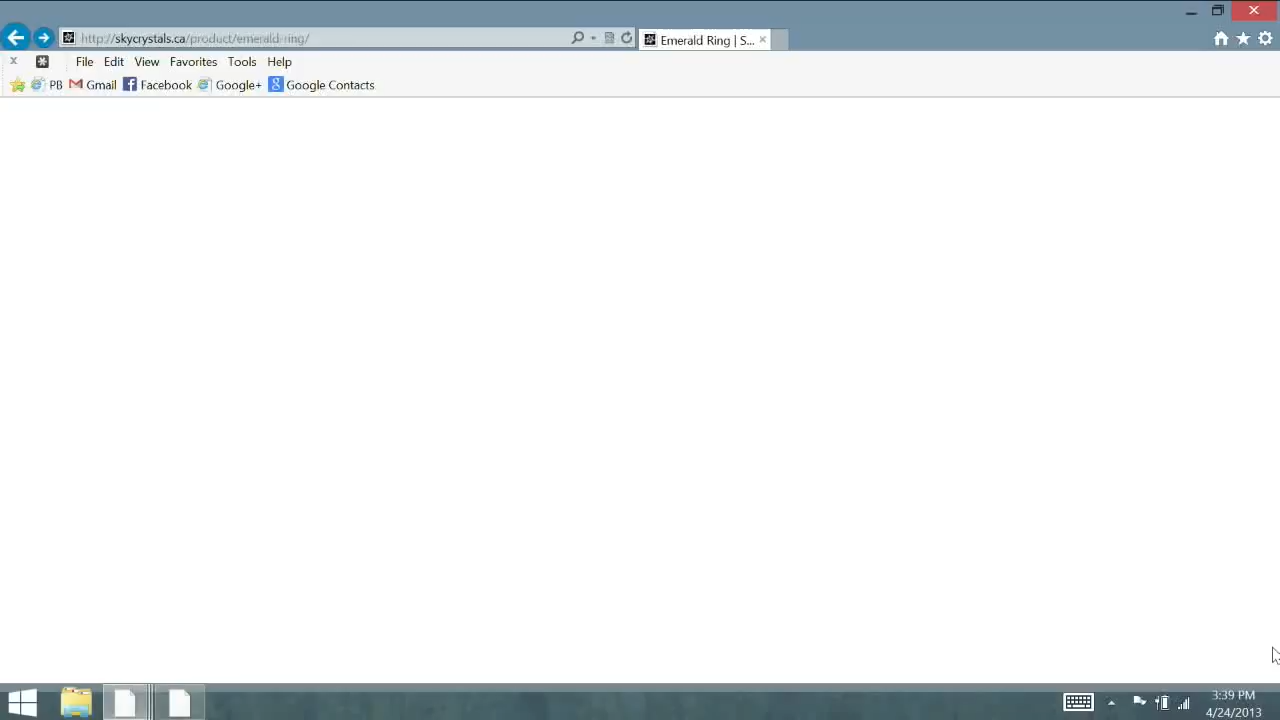 http://skycrystals.ca/product/emerald-ring/
Emerald Ring | S...
File Edit View Favorites Tools Help
PB Gmail Facebook Google+ Google Contacts
3:39 PM
4/24/2013